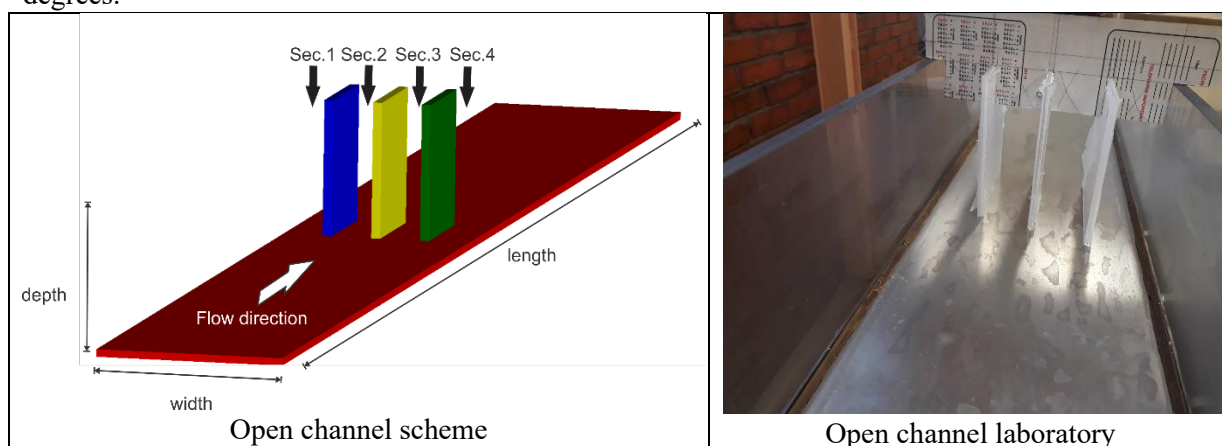 degrees.
Sec.1 Sec.2 Sec.3 Sec.4
depth
length
Flow direction
width
Open channel scheme
Open channel laboratory